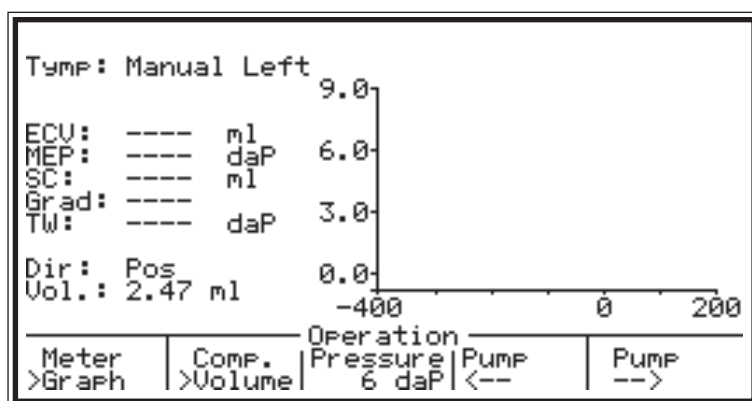 Tymp: Manual Left
9.0
ECV: ---- ml
MEP: ---- daP
6.0
SC: ---- ml
Grad: ----
TW: ---- daP
3.0
Dir: Pos
0.0
Vol.: 2.47 ml
-400 0 200
Operation
Meter Comp. Pressure Pump Pump
>Graph >Volume 6 daP <-- -->